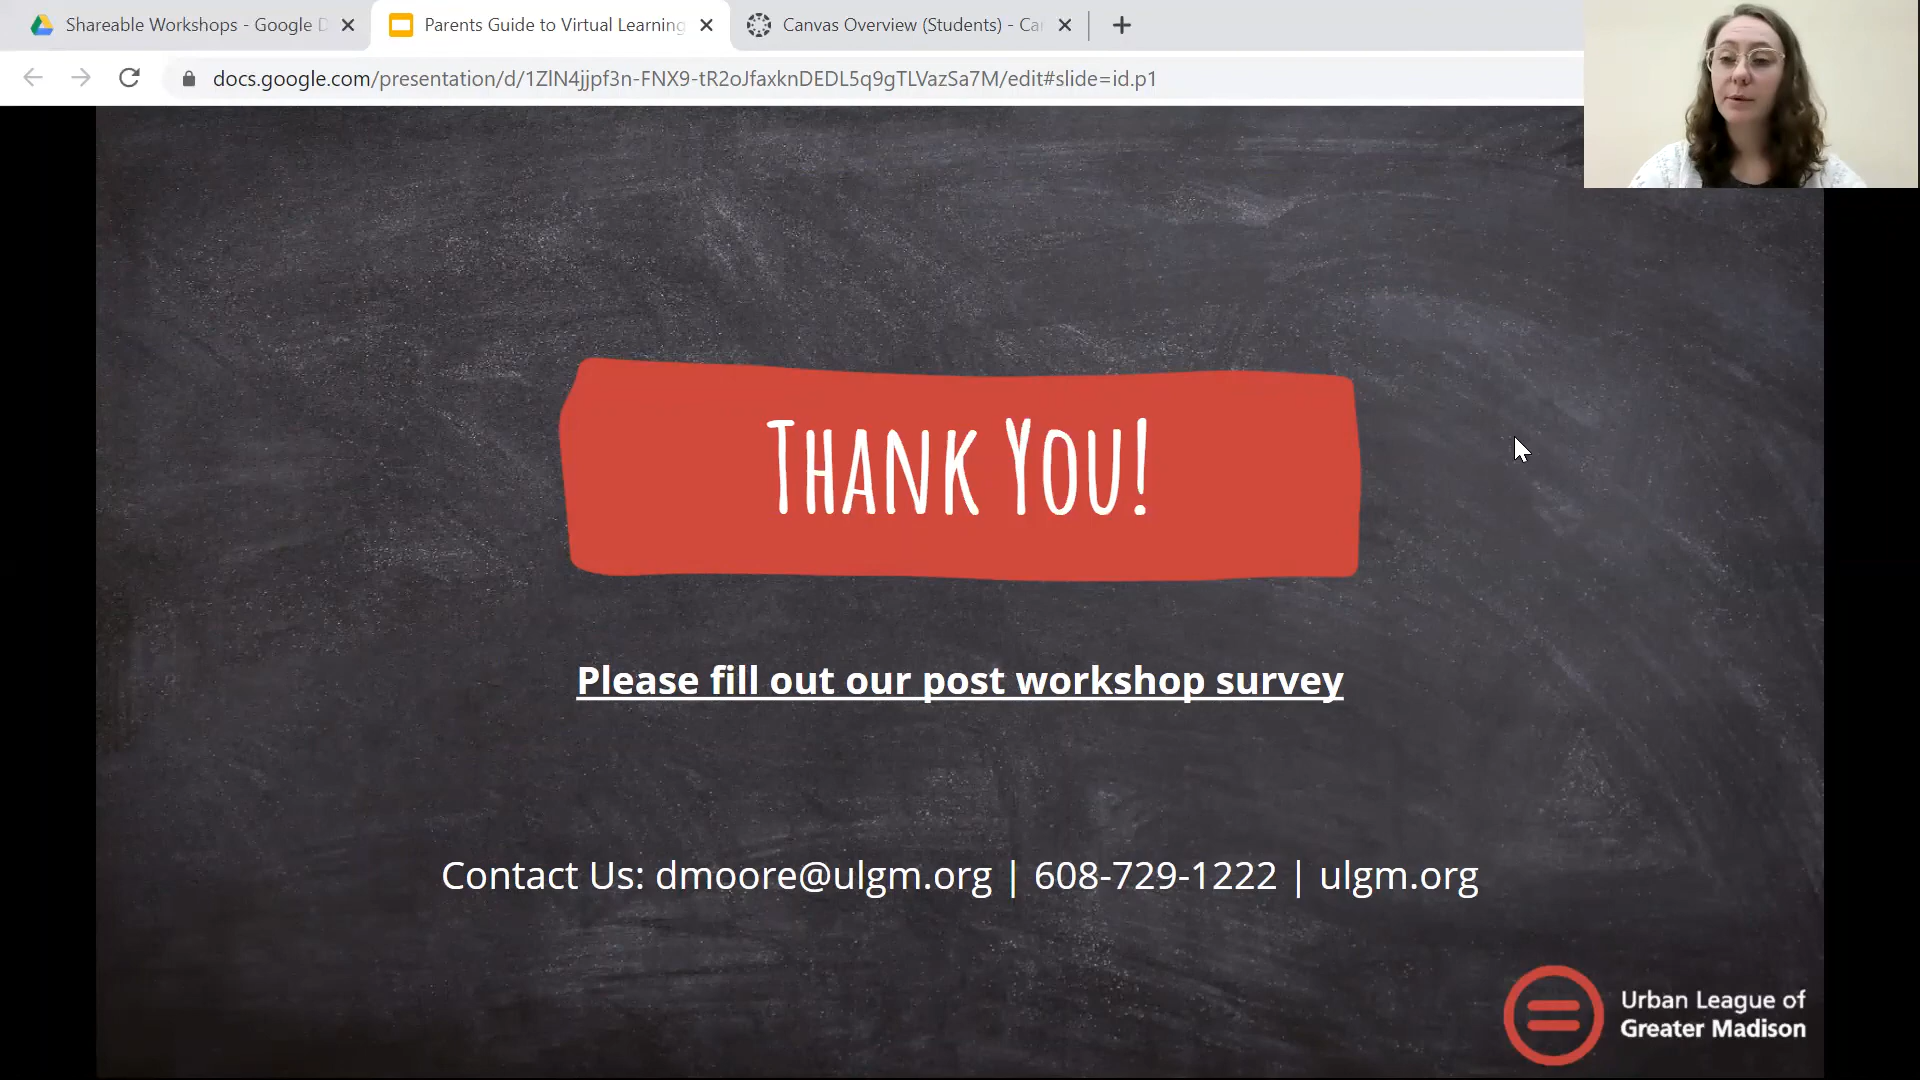 Shareable Workshops - Google D
Parents Guide to Virtual Learning
Canvas Overview (Students) - Ca
docs.google.com/presentation/d/1ZlN4jjpf3n-FNX9-tR2oJfaxknDEDL5q9gTLVazSa7M/edit#slide=id.p1
Thank You!
Please fill out our post workshop survey
Contact Us: dmoore@ulgm.org | 608-729-1222 | ulgm.org
Urban League of
Greater Madison